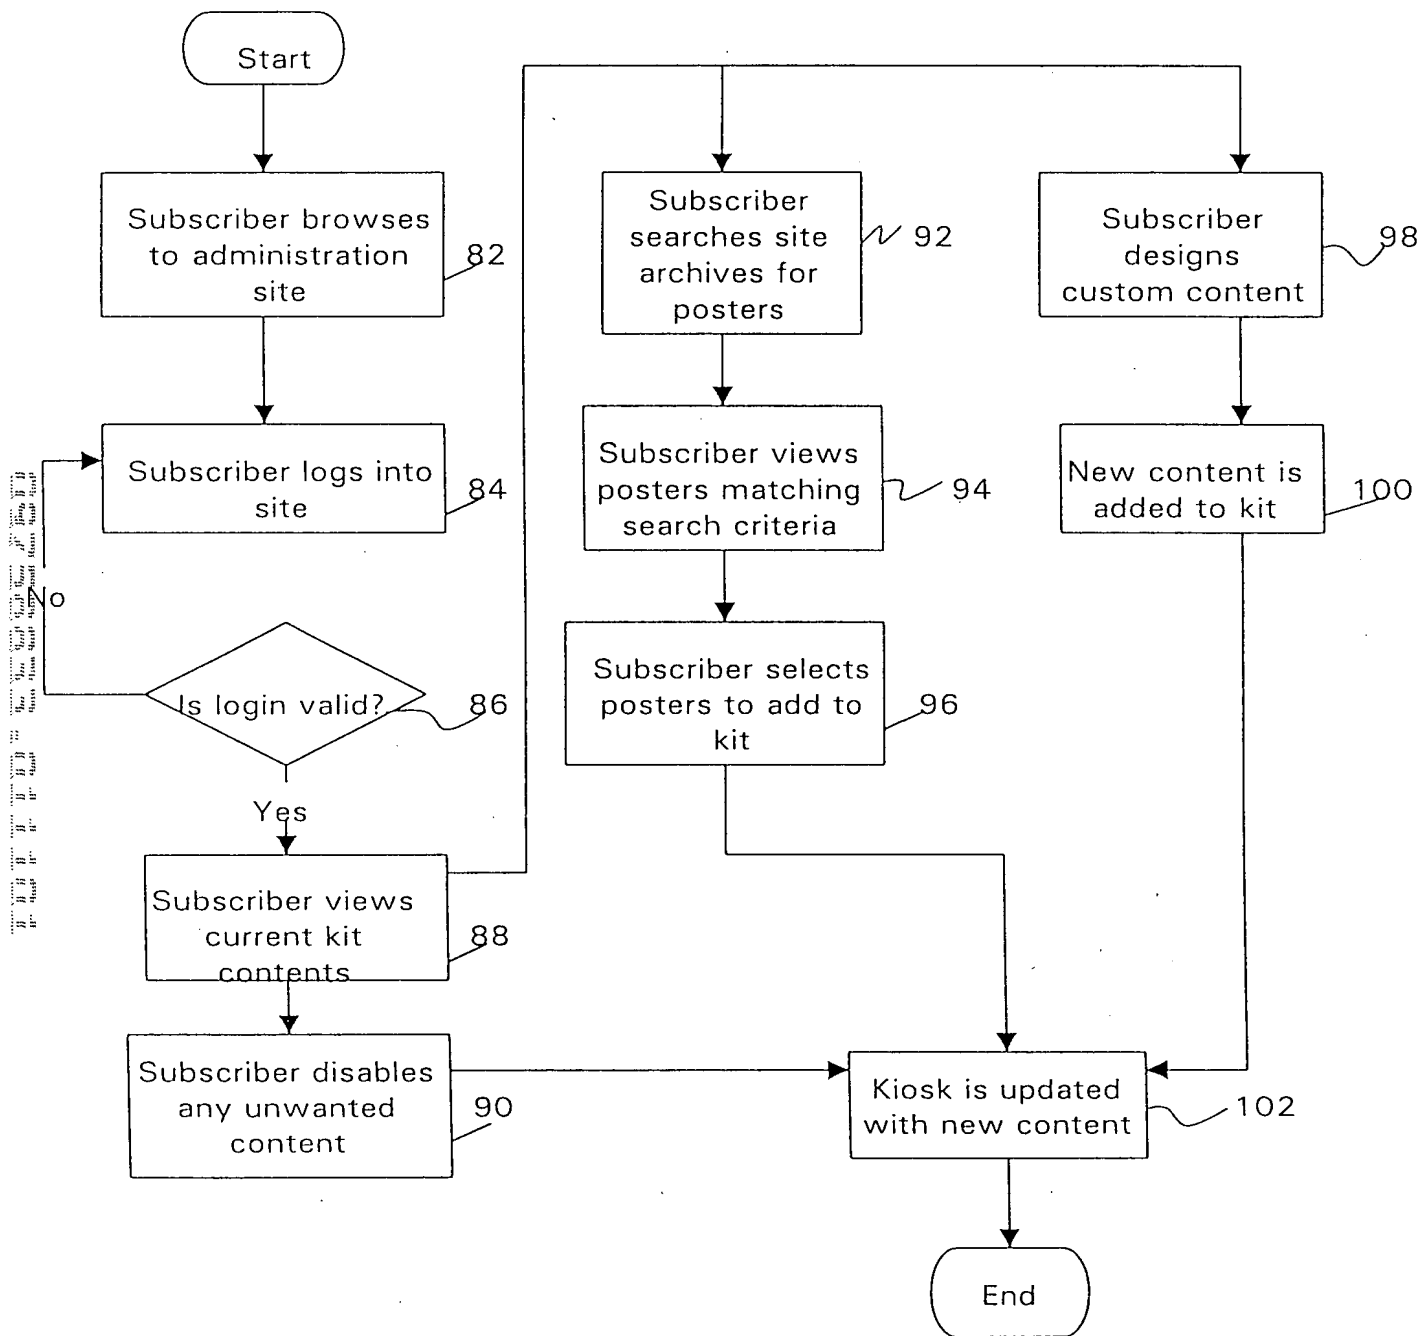 Start
Subscriber browses
to administration
site
82
Subscriber logs into
site
84
No
Is login valid?
86
Yes
Subscriber views
current kit
contents
88
Subscriber disables
any unwanted
content
90
Subscriber
searches site
archives for
posters
92
Subscriber views
posters matching
search criteria
94
Subscriber selects
posters to add to
kit
96
Subscriber
designs
custom content
98
New content is
added to kit
100
Kiosk is updated
with new content
102
End